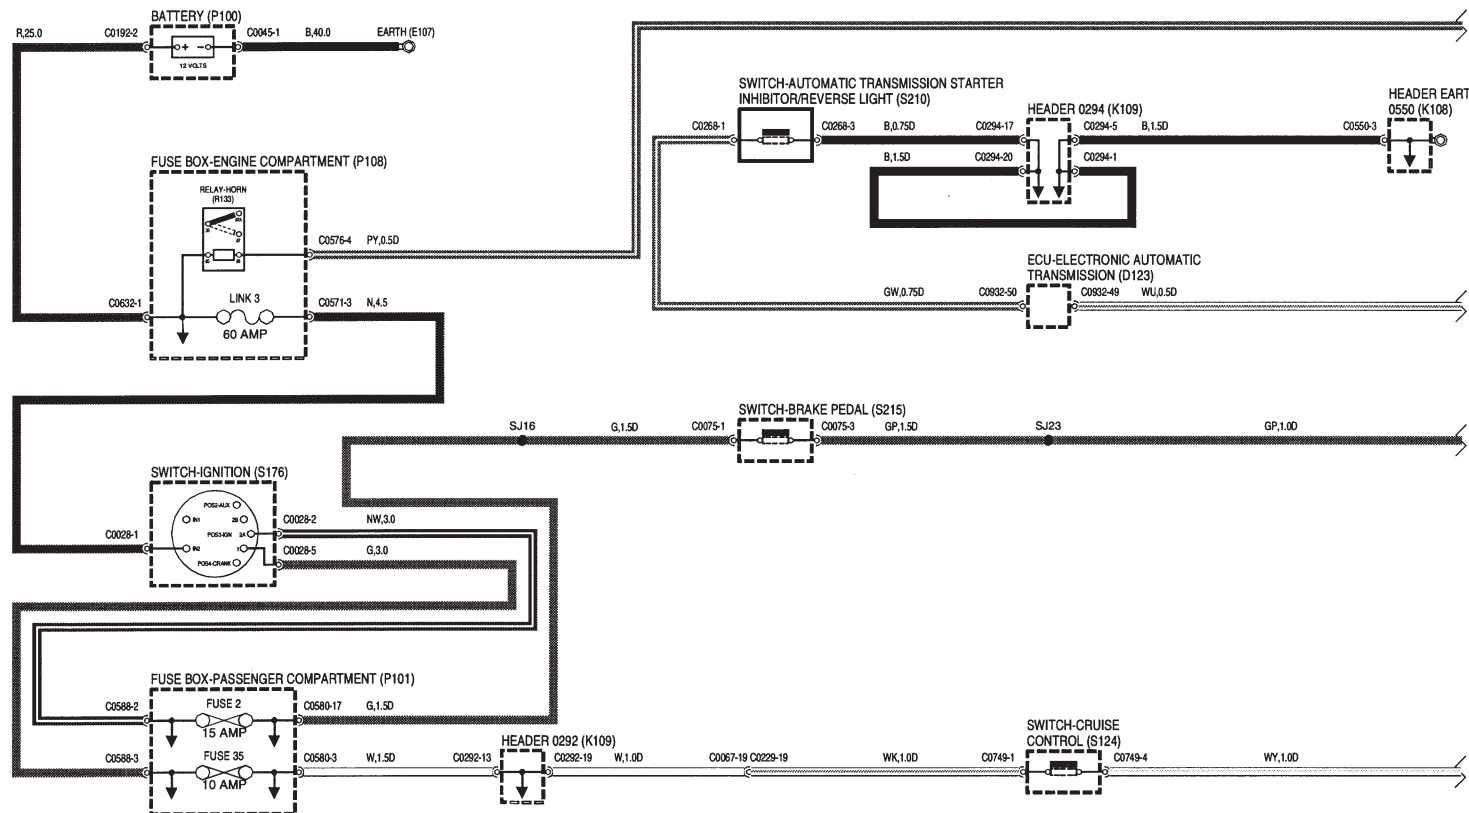 BATTERY (P100)
R,25.0 C0192-2 C0045-1 B,40.0 EARTH (E107)
+ −
12 VOLTS
SWITCH-AUTOMATIC TRANSMISSION STARTER
INHIBITOR/REVERSE LIGHT (S210)
HEADER 0294 (K109)
HEADER EART
0550 (K108)
C0268-1 C0268-3 B,0.75D C0294-17 C0294-5 B,1.5D C0550-3
B,1.5D C0294-20 C0294-1
FUSE BOX-ENGINE COMPARTMENT (P108)
RELAY-HORN
(R133)
C0576-4 PY,0.5D
ECU-ELECTRONIC AUTOMATIC
TRANSMISSION (D123)
GW,0.75D C0932-50 C0932-49 WU,0.5D
C0632-1 LINK 3 C0571-3 N,4.5
60 AMP
SWITCH-BRAKE PEDAL (S215)
SJ16 G,1.5D C0075-1 C0075-3 GP,1.5D SJ23 GP,1.0D
SWITCH-IGNITION (S176)
POS2-AUX
IN1 2B
C0028-2 NW,3.0
POS3-IGN 2A
C0028-1 IN2 1
C0028-5 G,3.0
POS4-CRANK
FUSE BOX-PASSENGER COMPARTMENT (P101)
C0588-2 FUSE 2 C0580-17 G,1.5D
15 AMP
SWITCH-CRUISE
CONTROL (S124)
HEADER 0292 (K109)
C0588-3 FUSE 35 C0580-3 W,1.5D C0292-13 C0292-19 W,1.0D C0067-19 C0229-19 WK,1.0D C0749-1 C0749-4 WY,1.0D
10 AMP